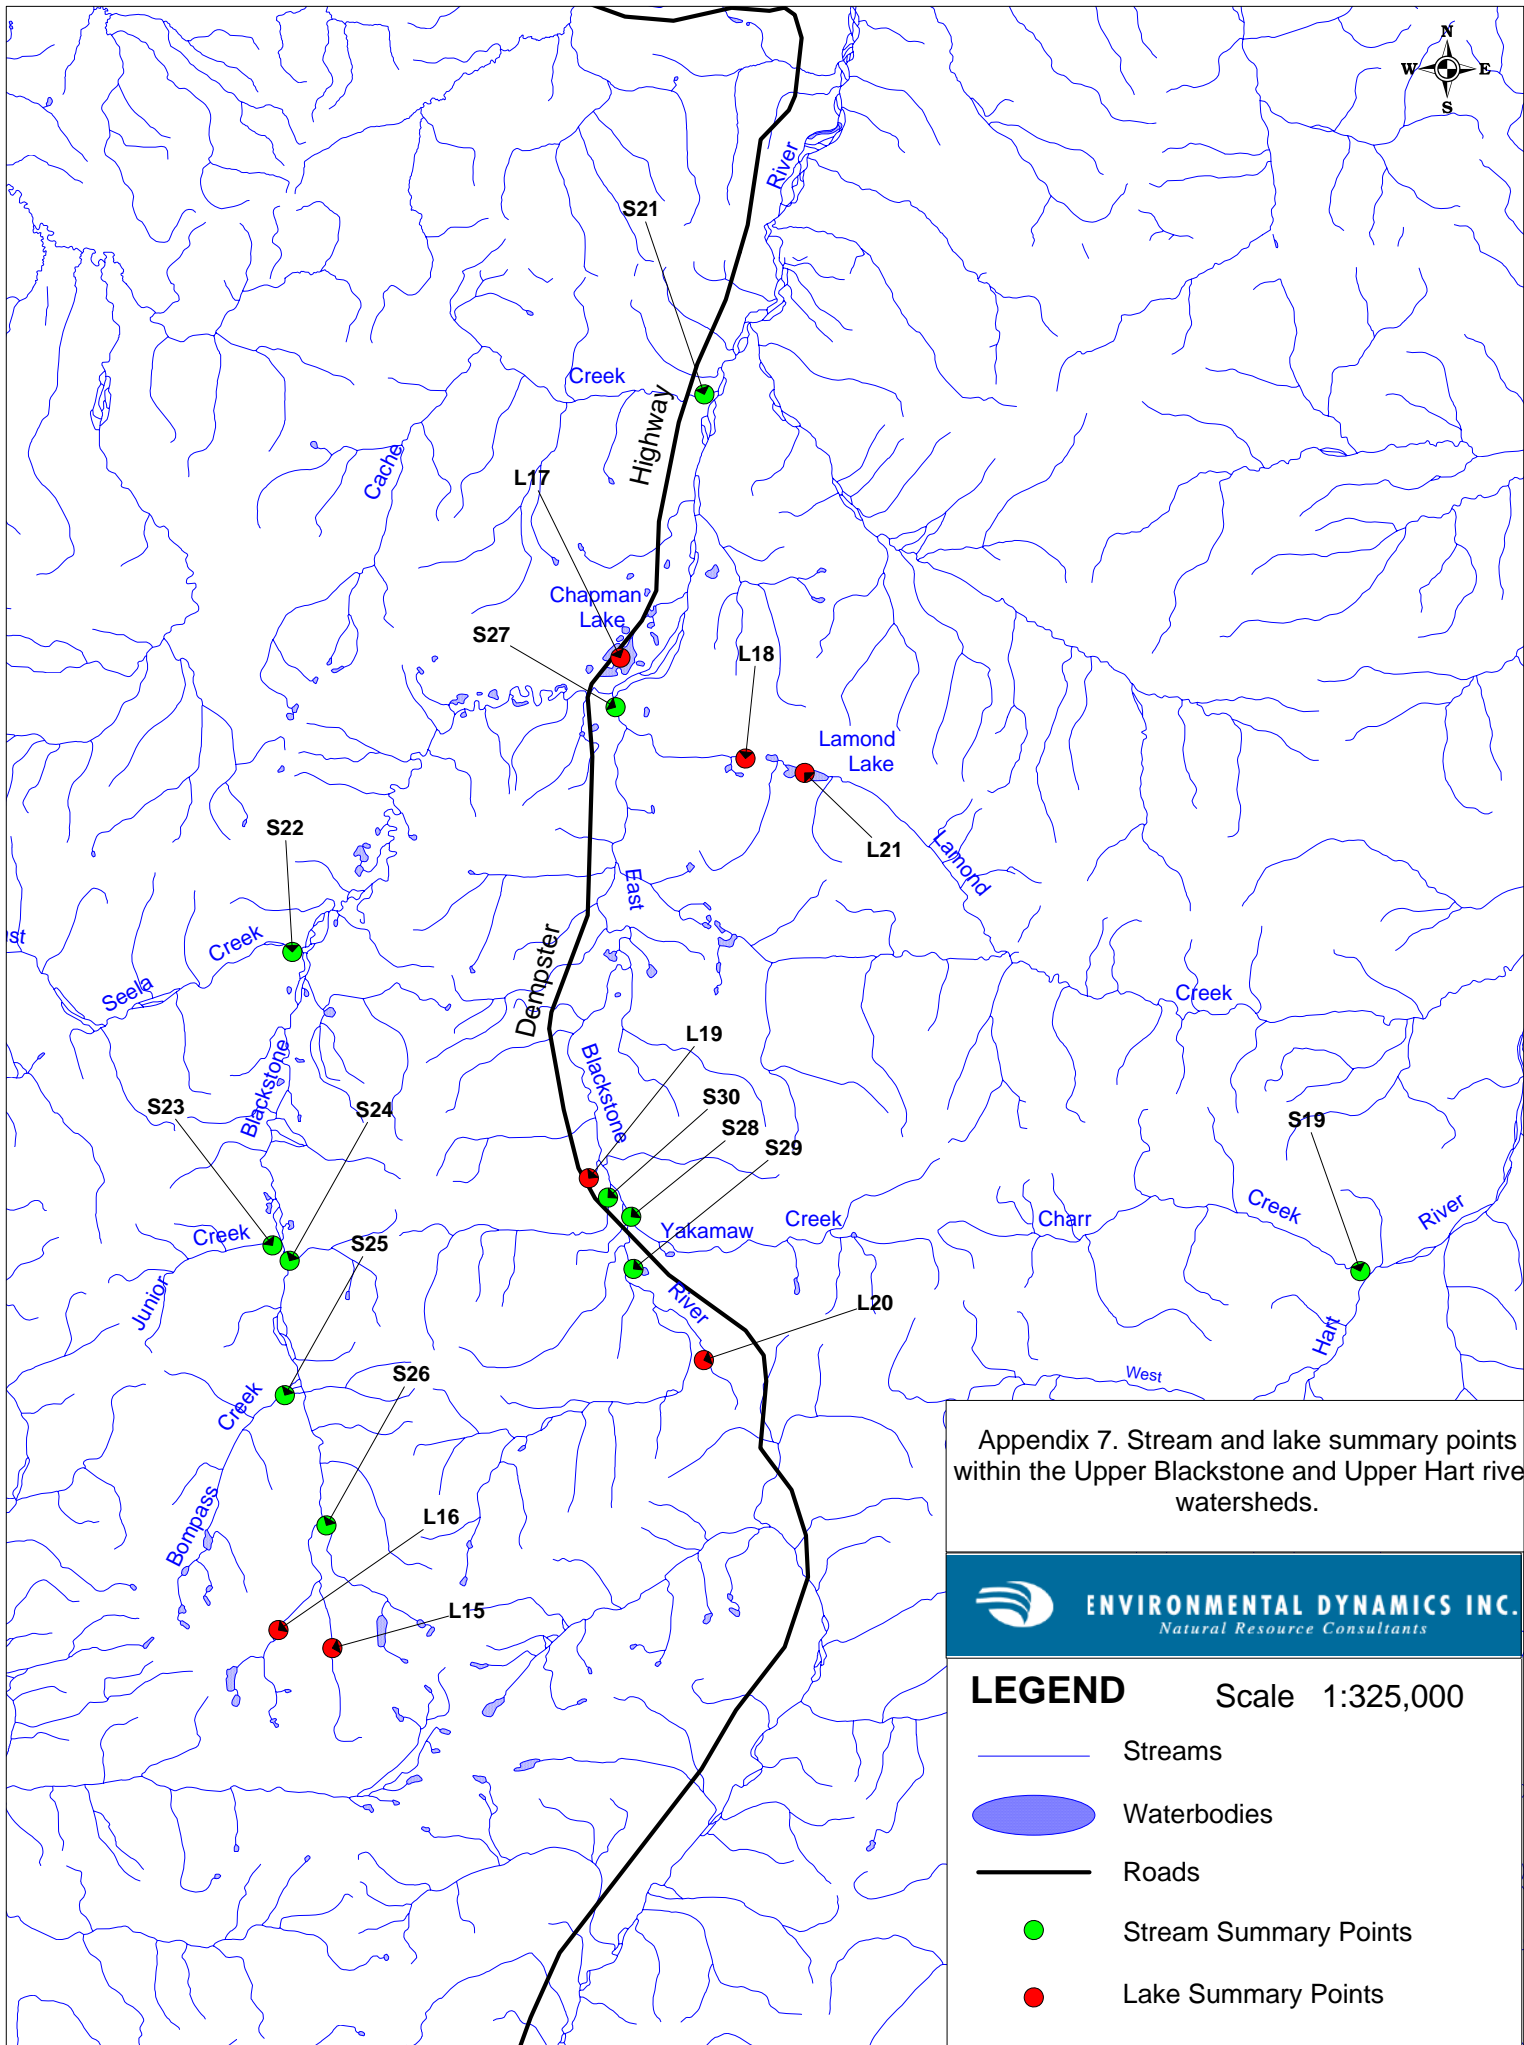 N
W E
S
River
S21
Creek
Highway
Cache
L17
Chapman
Lake
S27
L18
Lamond
Lake
L21
Lamond
S22
East
Creek
Seela
Dempster
Creek
L19
Blackstone
Blackstone
S30
S23
S24
S28
S29
S19
Creek
Yakamaw
Creek
Charr
Creek
River
S25
Junior
River
L20
Hart
West
S26
Creek
Bompass
L16
L15
Appendix 7. Stream and lake summary points
within the Upper Blackstone and Upper Hart rive
watersheds.
ENVIRONMENTAL DYNAMICS INC.
Natural Resource Consultants
LEGEND Scale 1:325,000
Streams
Waterbodies
Roads
Stream Summary Points
Lake Summary Points